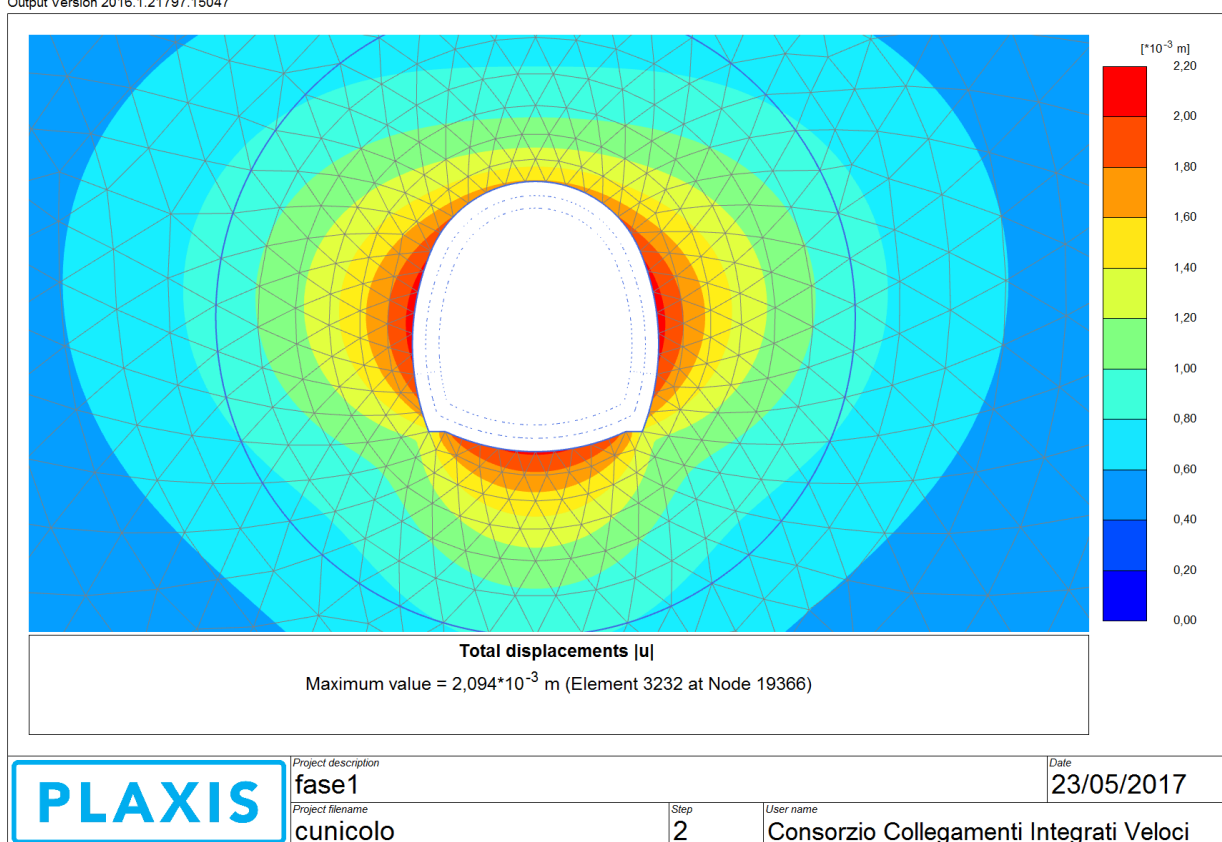 Output Version 2016.1.21797.15047
[*10-3 m]
2,20
2,00
1,80
1,60
1,40
1,20
1,00
0,80
0,60
0,40
0,20
0,00
Total displacements |u|
Maximum value = 2,094*10-3 m (Element 3232 at Node 19366)
PLAXIS
Project description
fase1
Date
23/05/2017
Project filename
cunicolo
Step
2
User name
Consorzio Collegamenti Integrati Veloci